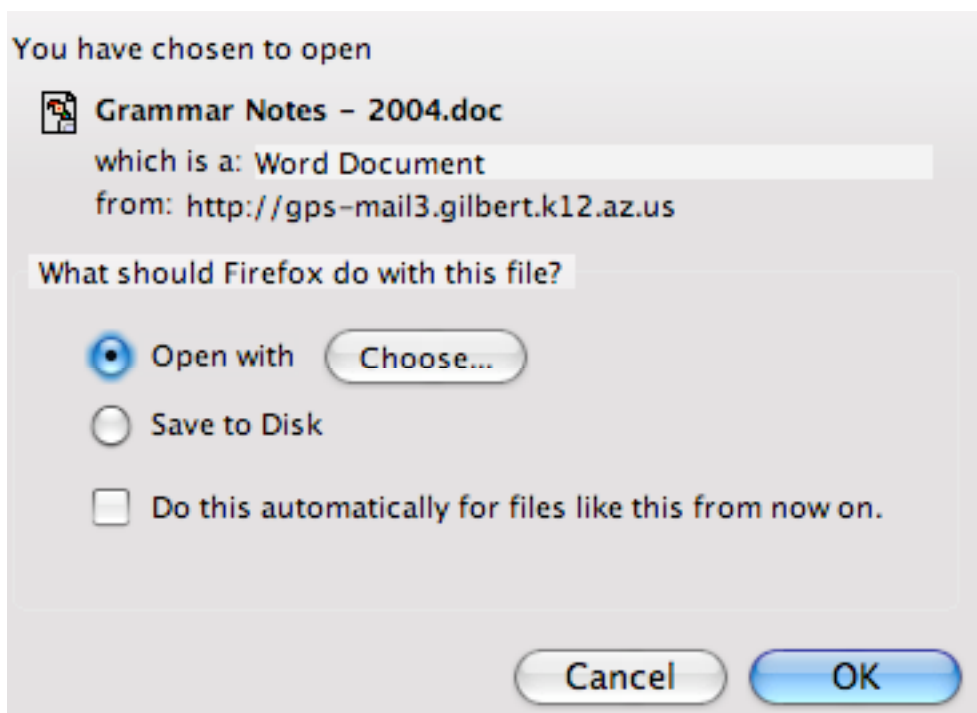 You have chosen to open
Grammar Notes – 2004.doc
which is a: Word Document
from: http://gps-mail3.gilbert.k12.az.us
What should Firefox do with this file?
Open with Choose...
Save to Disk
Do this automatically for files like this from now on.
Cancel OK